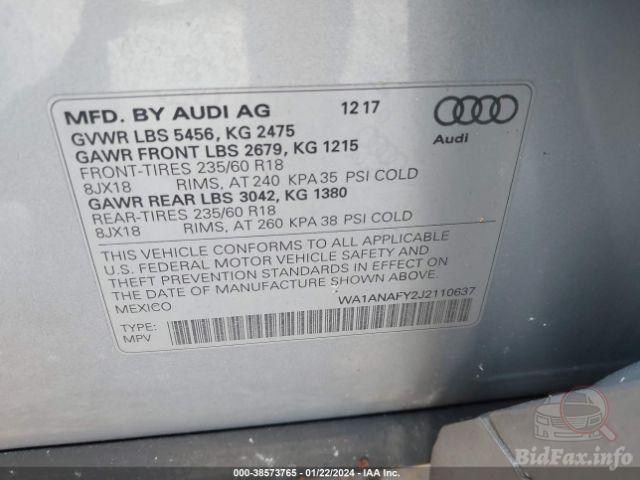 MFD. BY AUDI AG 12 17
Audi
GVWR LBS 5456, KG 2475
GAWR FRONT LBS 2679, KG 1215
FRONT-TIRES 235/60 R18
8JX18 RIMS, AT 240 KPA 35 PSI COLD
GAWR REAR LBS 3042, KG 1380
REAR-TIRES 235/60 R18
8JX18 RIMS, AT 260 KPA 38 PSI COLD
THIS VEHICLE CONFORMS TO ALL APPLICABLE
U.S. FEDERAL MOTOR VEHICLE SAFETY AND
THEFT PREVENTION STANDARDS IN EFFECT ON
THE DATE OF MANUFACTURE SHOWN ABOVE.
MEXICO
WA1ANAFY2J2110637
TYPE:
MPV
000-38573765 - 01/22/2024 - IAA Inc.
BidFax.info